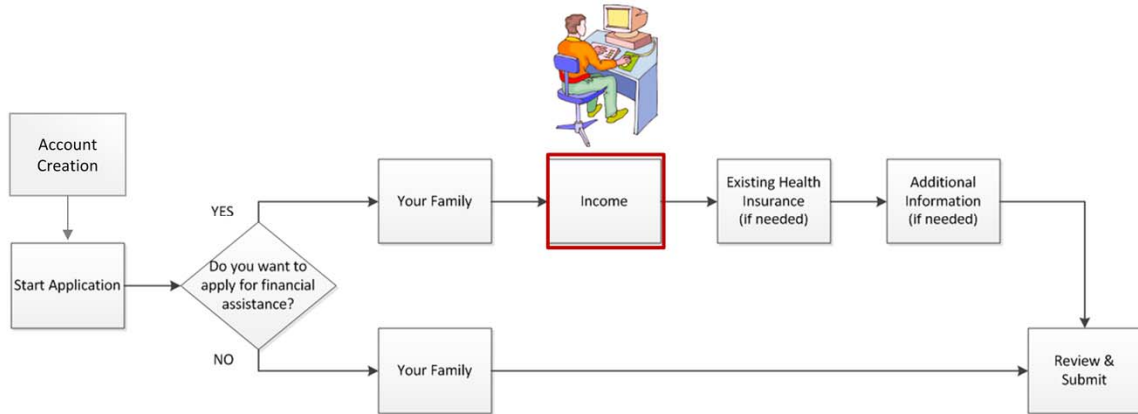 Account
Creation
Start Application
Do you want to
apply for financial
assistance?
YES
Your Family
Income
Existing Health
Insurance
(if needed)
Additional
Information
(if needed)
NO
Your Family
Review &
Submit